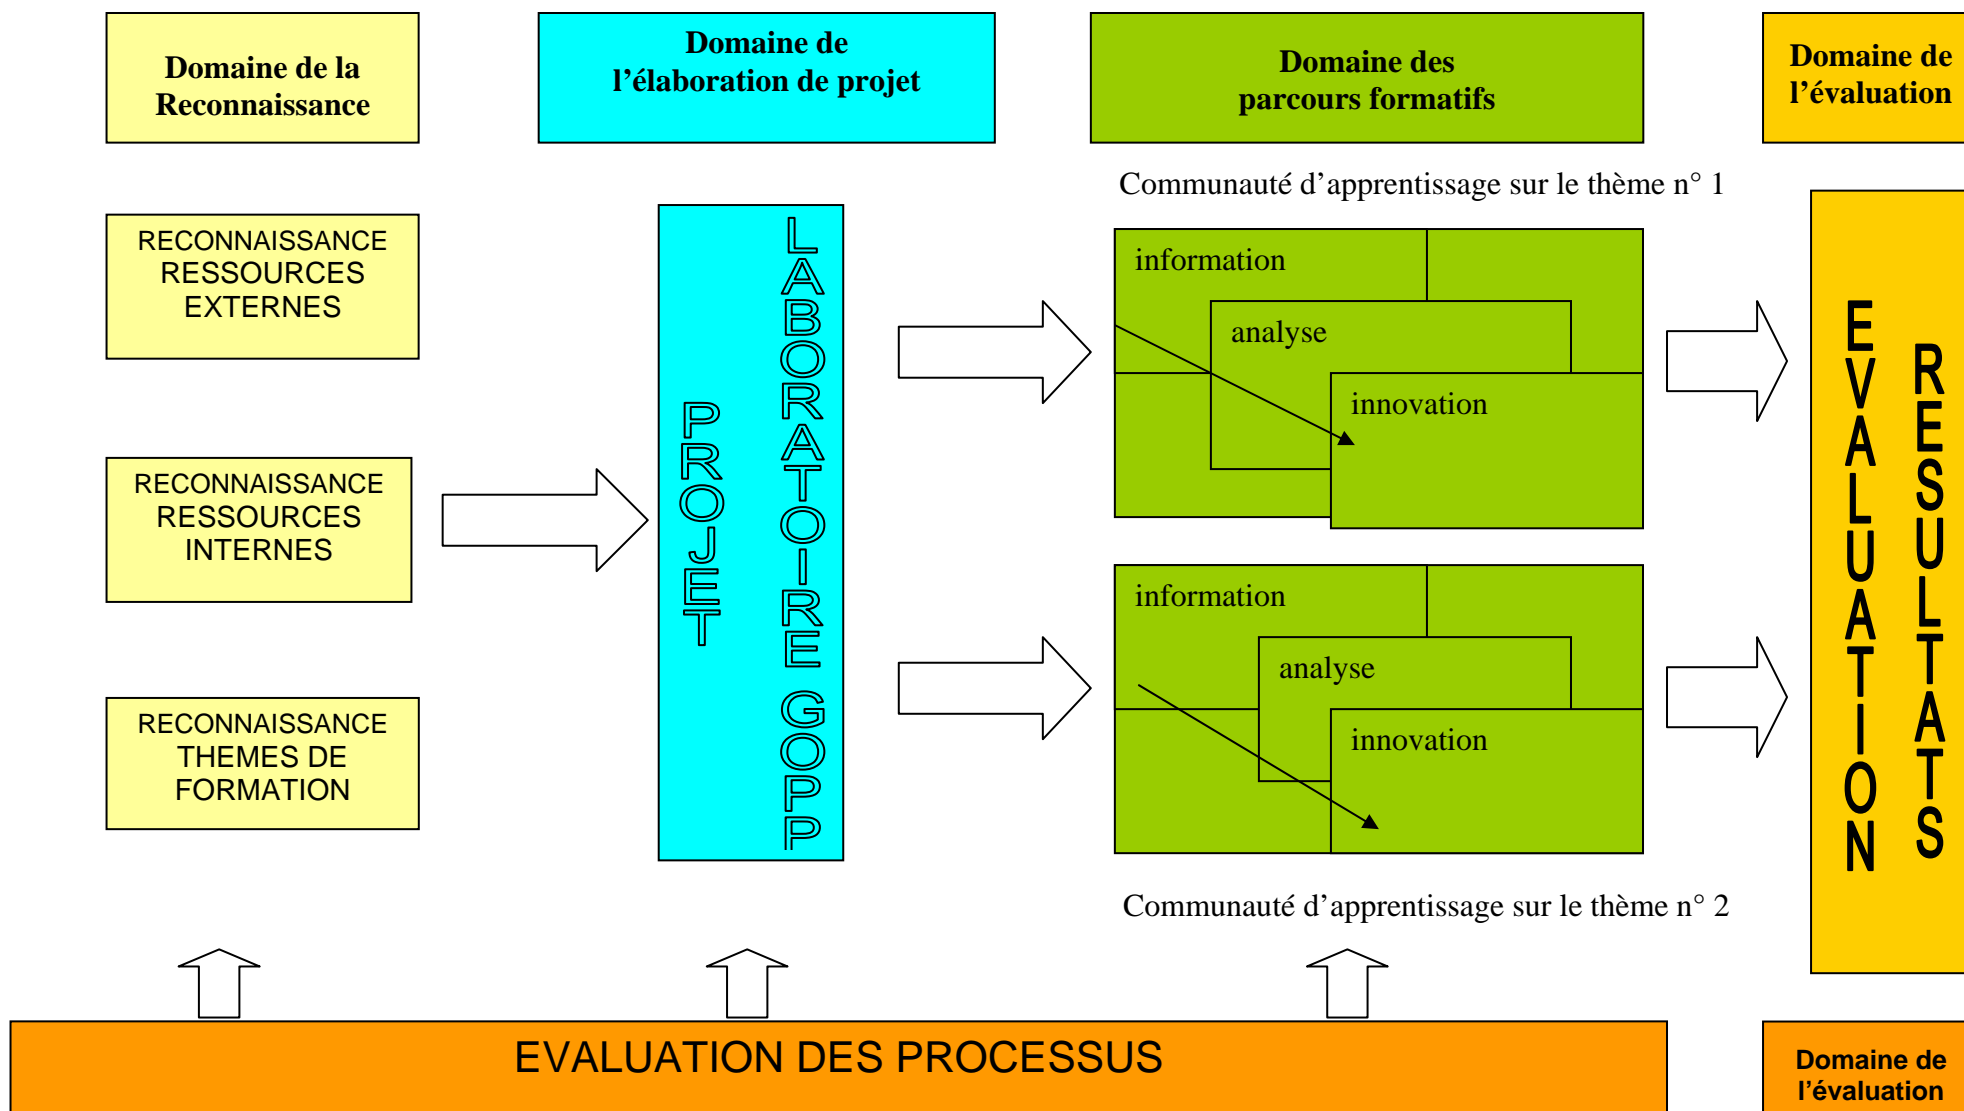 Domaine de la
Reconnaissance
Domaine de
l’élaboration de projet
Domaine des
parcours formatifs
Domaine de
l’évaluation
RECONNAISSANCE
RESSOURCES
EXTERNES
RECONNAISSANCE
RESSOURCES
INTERNES
RECONNAISSANCE
THEMES DE
FORMATION
PROJET
LABORATOIRE GOPP
Communauté d’apprentissage sur le thème n° 1
information
analyse
innovation
information
analyse
innovation
Communauté d’apprentissage sur le thème n° 2
EVALUATION
RESULTATS
EVALUATION DES PROCESSUS
Domaine de
l’évaluation